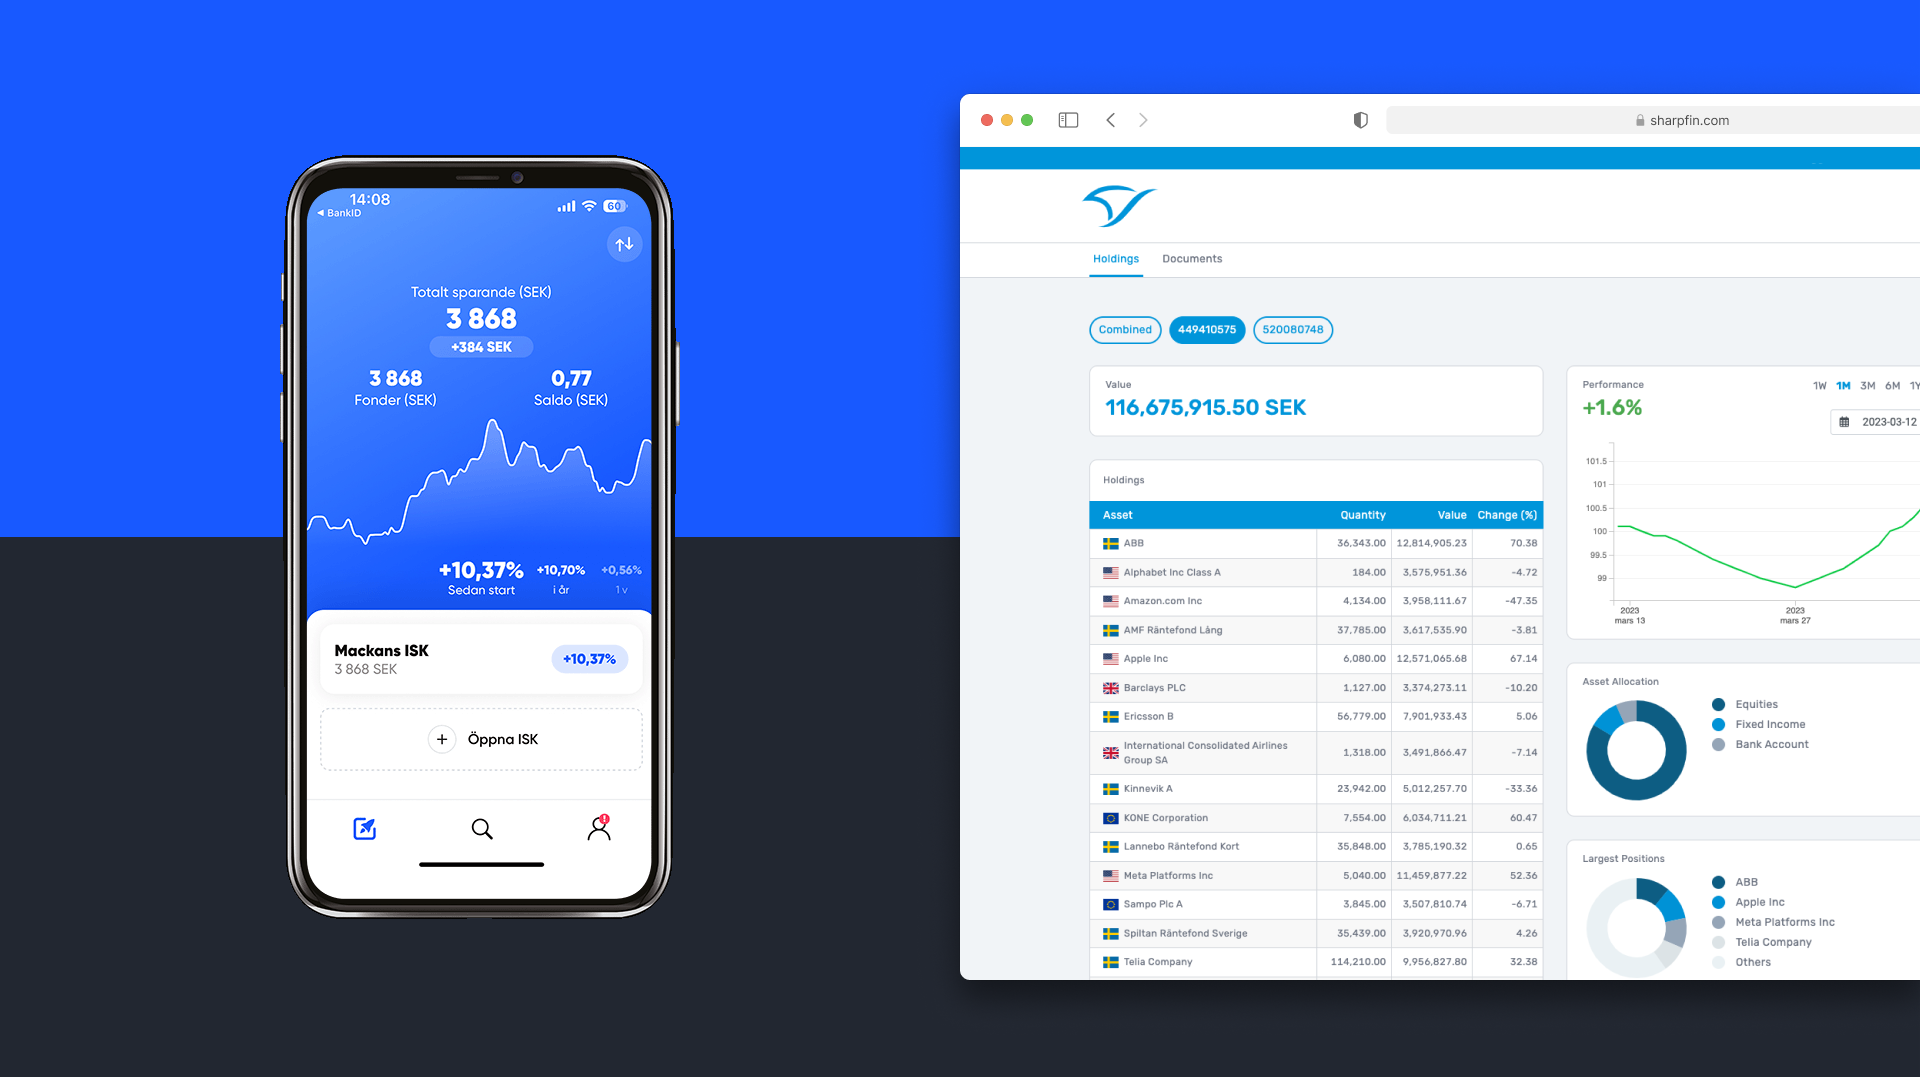 14:08
◀ BankID
60
Totalt sparande (SEK)
3 868
+384 SEK
3 868
Fonder (SEK)
0,77
Saldo (SEK)
+10,37%
Sedan start
+10,70%
i år
+0,56%
1 v
Mackans ISK
3 868 SEK
+10,37%
+ Öppna ISK
sharpfin.com
Holdings Documents
Combined 449410575 520080748
Value
116,675,915.50 SEK
Holdings
Asset Quantity Value Change (%)
ABB 36,343.00 12,814,905.23 70.38
Alphabet Inc Class A 184.00 3,575,951.36 -4.72
Amazon.com Inc 4,134.00 3,958,111.67 -47.35
AMF Räntefond Lång 37,785.00 3,617,535.90 -3.81
Apple Inc 6,080.00 12,571,065.68 67.14
Barclays PLC 1,127.00 3,374,273.11 -10.20
Ericsson B 56,779.00 7,901,933.43 5.06
International Consolidated Airlines
Group SA 1,318.00 3,491,866.47 -7.14
Kinnevik A 23,942.00 5,012,257.70 -33.36
KONE Corporation 7,554.00 6,034,711.21 60.47
Lannebo Räntefond Kort 35,848.00 3,785,190.32 0.65
Meta Platforms Inc 5,040.00 11,459,877.22 52.36
Sampo Plc A 3,845.00 3,507,810.74 -6.71
Spiltan Räntefond Sverige 35,439.00 3,920,970.96 4.26
Telia Company 114,210.00 9,956,827.80 32.38
Performance
+1.6%
1W 1M 3M 6M 1Y
2023-03-12
101.5
101
100.5
100
99.5
99
2023
mars 13
2023
mars 27
Asset Allocation
Equities
Fixed Income
Bank Account
Largest Positions
ABB
Apple Inc
Meta Platforms Inc
Telia Company
Others